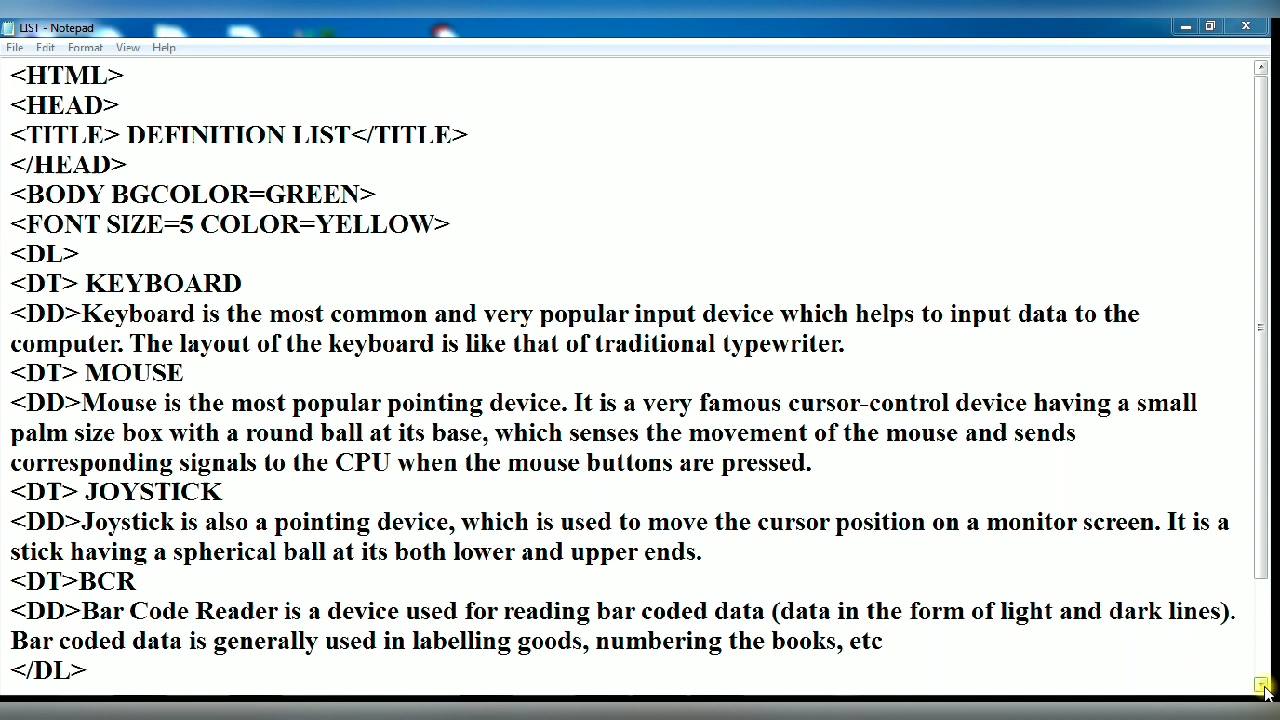 LIST - Notepad
File Edit Format View Help
<HTML>
<HEAD>
<TITLE> DEFINITION LIST</TITLE>
</HEAD>
<BODY BGCOLOR=GREEN>
<FONT SIZE=5 COLOR=YELLOW>
<DL>
<DT> KEYBOARD
<DD>Keyboard is the most common and very popular input device which helps to input data to the
computer. The layout of the keyboard is like that of traditional typewriter.
<DT> MOUSE
<DD>Mouse is the most popular pointing device. It is a very famous cursor-control device having a small
palm size box with a round ball at its base, which senses the movement of the mouse and sends
corresponding signals to the CPU when the mouse buttons are pressed.
<DT> JOYSTICK
<DD>Joystick is also a pointing device, which is used to move the cursor position on a monitor screen. It is a
stick having a spherical ball at its both lower and upper ends.
<DT>BCR
<DD>Bar Code Reader is a device used for reading bar coded data (data in the form of light and dark lines).
Bar coded data is generally used in labelling goods, numbering the books, etc
</DL>